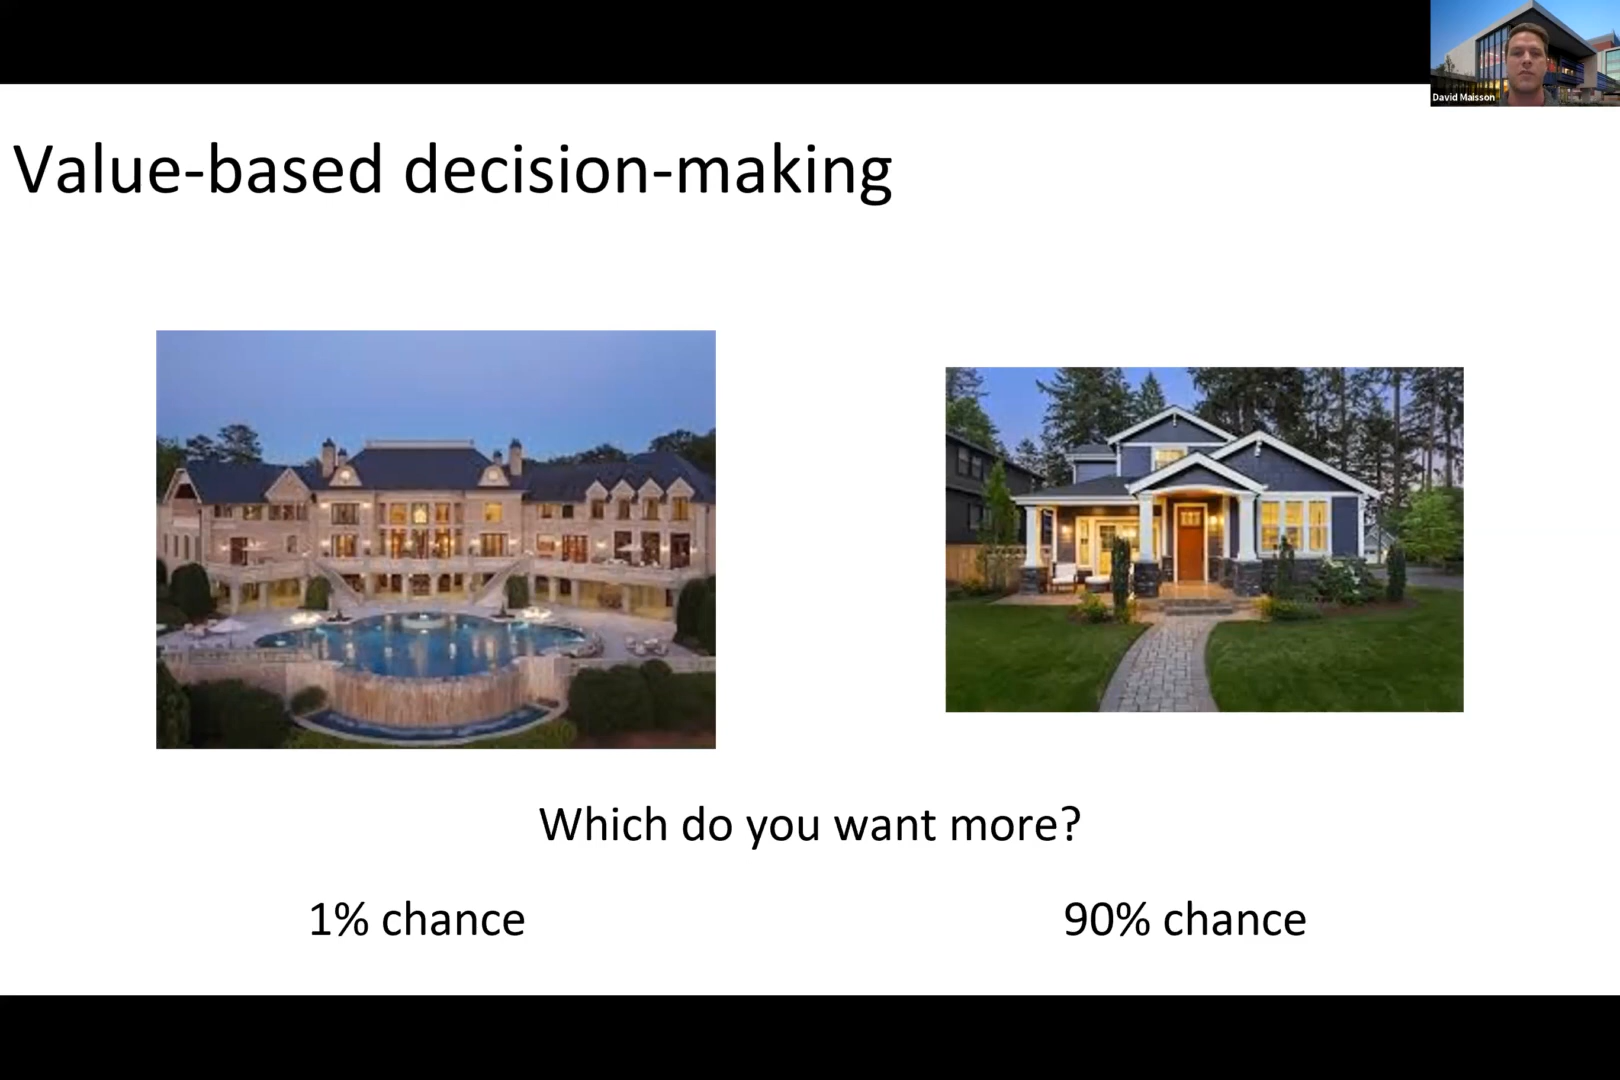 David Maisson
Value-based decision-making
Which do you want more?
1% chance
90% chance